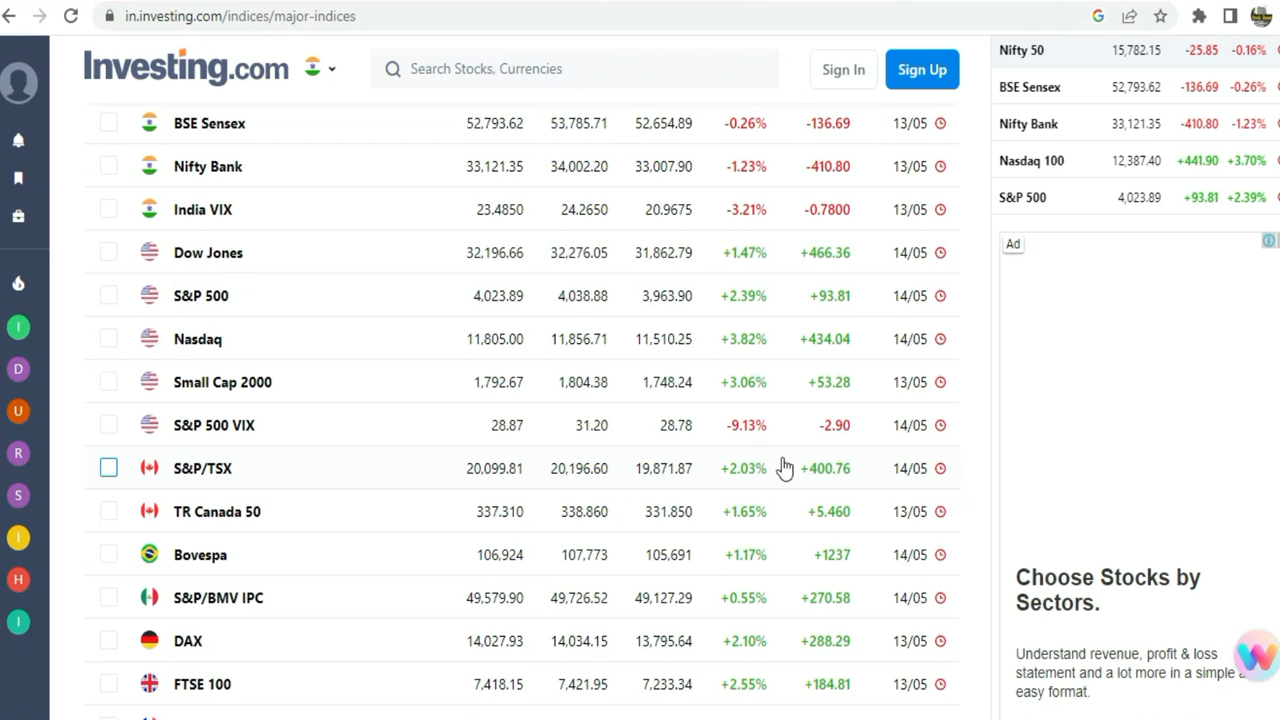 in.investing.com/indices/major-indices
Investing.com
Search Stocks, Currencies
Sign In
Sign Up
BSE Sensex 52,793.62 53,785.71 52,654.89 -0.26% -136.69 13/05
Nifty Bank 33,121.35 34,002.20 33,007.90 -1.23% -410.80 13/05
India VIX 23.4850 24.2650 20.9675 -3.21% -0.7800 13/05
Dow Jones 32,196.66 32,276.05 31,862.79 +1.47% +466.36 14/05
S&P 500 4,023.89 4,038.88 3,963.90 +2.39% +93.81 14/05
Nasdaq 11,805.00 11,856.71 11,510.25 +3.82% +434.04 14/05
Small Cap 2000 1,792.67 1,804.38 1,748.24 +3.06% +53.28 13/05
S&P 500 VIX 28.87 31.20 28.78 -9.13% -2.90 14/05
S&P/TSX 20,099.81 20,196.60 19,871.87 +2.03% +400.76 14/05
TR Canada 50 337.310 338.860 331.850 +1.65% +5.460 13/05
Bovespa 106,924 107,773 105,691 +1.17% +1237 14/05
S&P/BMV IPC 49,579.90 49,726.52 49,127.29 +0.55% +270.58 14/05
DAX 14,027.93 14,034.15 13,795.64 +2.10% +288.29 13/05
FTSE 100 7,418.15 7,421.95 7,233.34 +2.55% +184.81 13/05
I
D
U
R
S
I
H
I
Nifty 50 15,782.15 -25.85 -0.16%
BSE Sensex 52,793.62 -136.69 -0.26%
Nifty Bank 33,121.35 -410.80 -1.23%
Nasdaq 100 12,387.40 +441.90 +3.70%
S&P 500 4,023.89 +93.81 +2.39%
Ad
Choose Stocks by
Sectors.
Understand revenue, profit & loss
statement and a lot more in a simple
easy format.